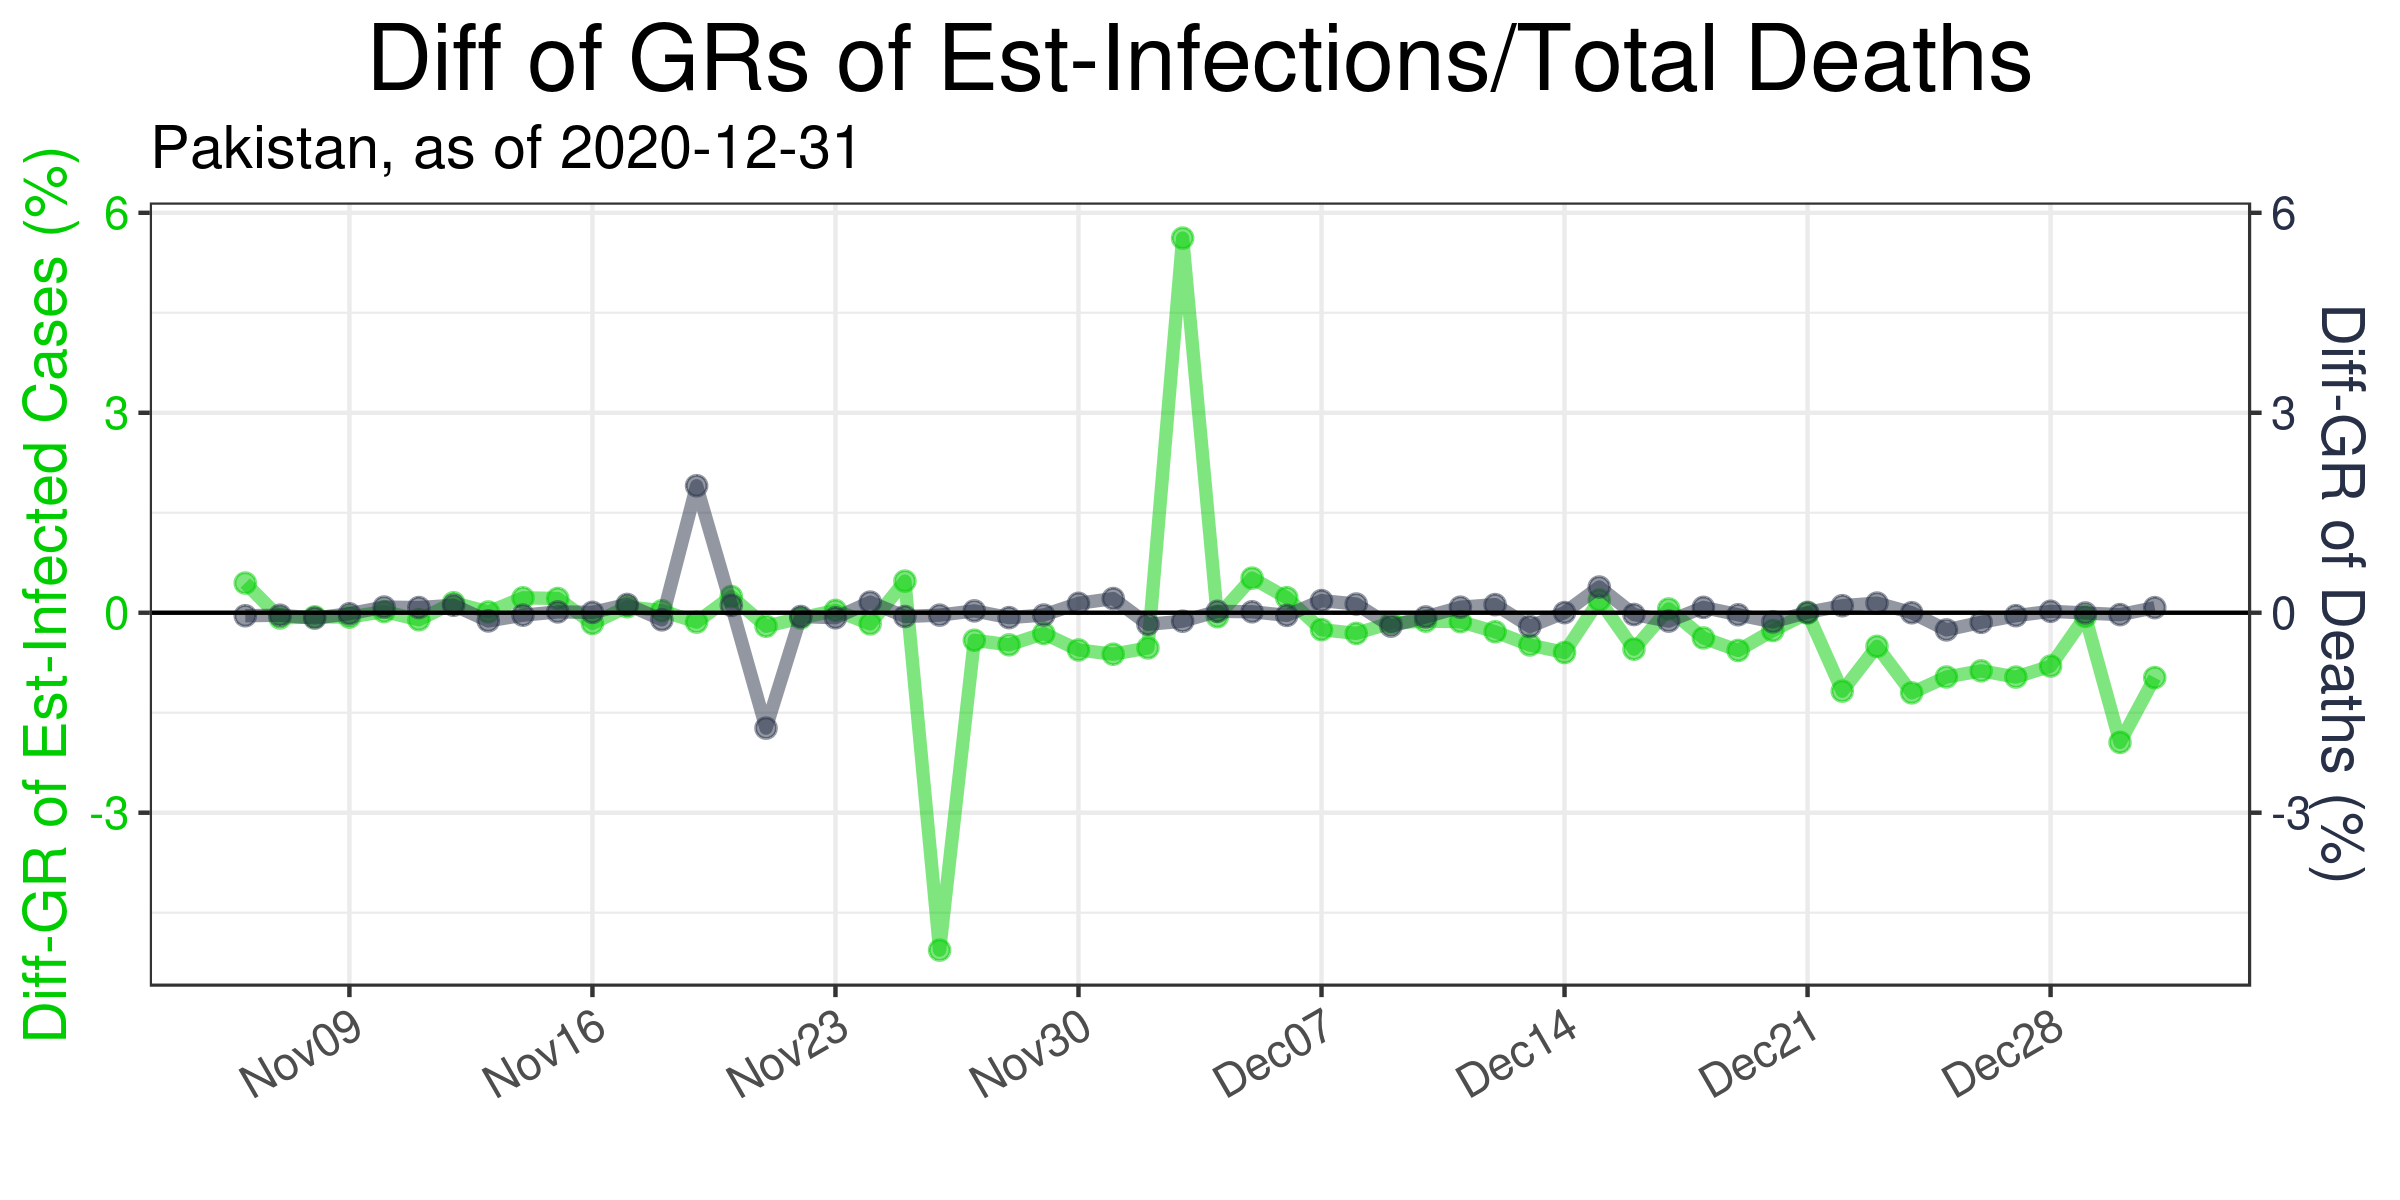 Diff of GRs of Est-Infections/Total Deaths
Pakistan, as of 2020-12-31
Diff-GR of Est-Infected Cases (%)
6
3
0
-3
6
3
0
-3
Diff-GR of Deaths (%)
Nov09
Nov16
Nov23
Nov30
Dec07
Dec14
Dec21
Dec28